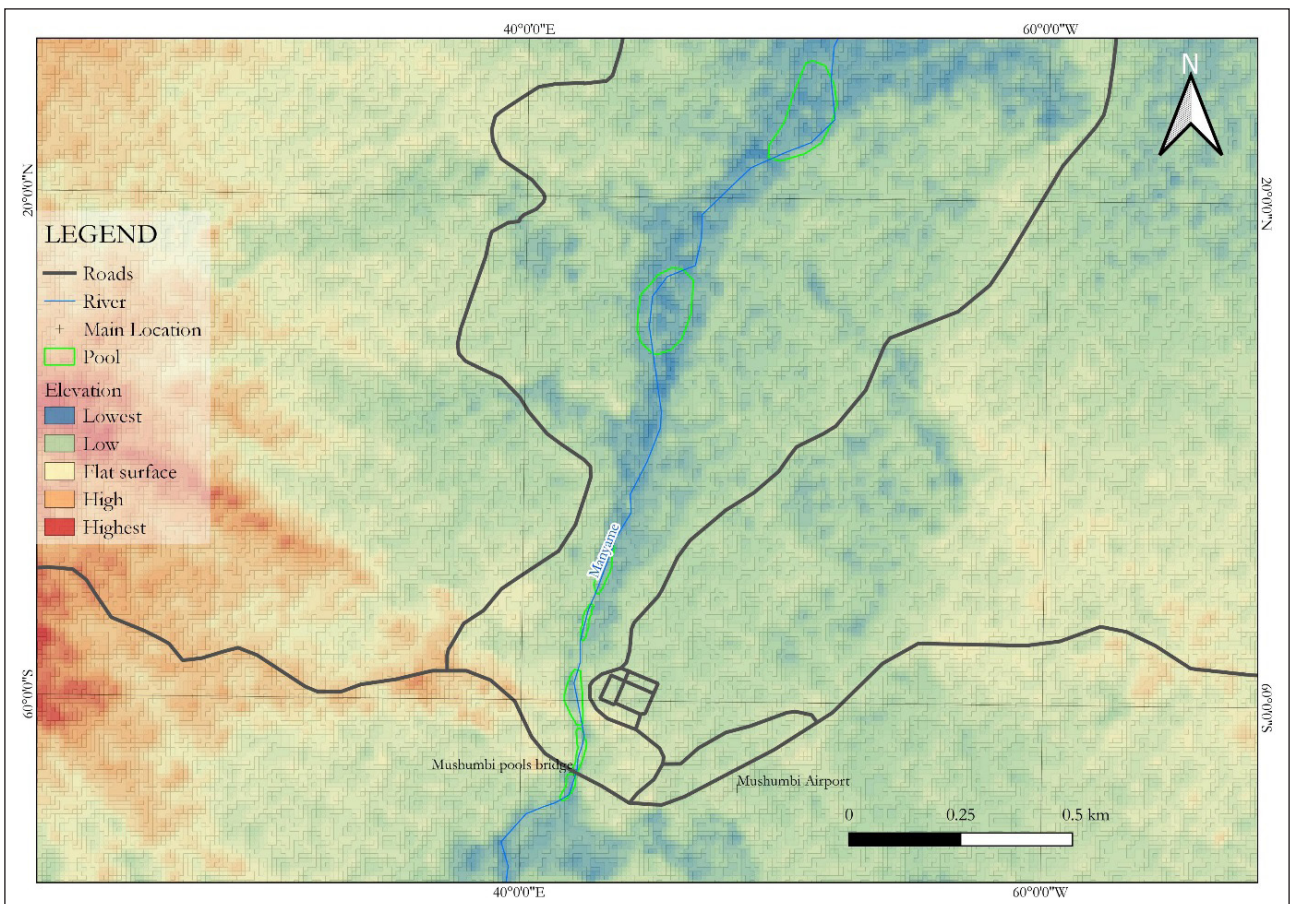 40°0'0"E
60°0'0"W
N
20°0'0"N
20°0'0"N
LEGEND
Roads
River
Main Location
Pool
Elevation
Lowest
Low
Flat surface
High
Highest
Manyame
60°0'0"S
60°0'0"S
Mushumbi pools bridge
Mushumbi Airport
0 0.25 0.5 km
40°0'0"E
60°0'0"W